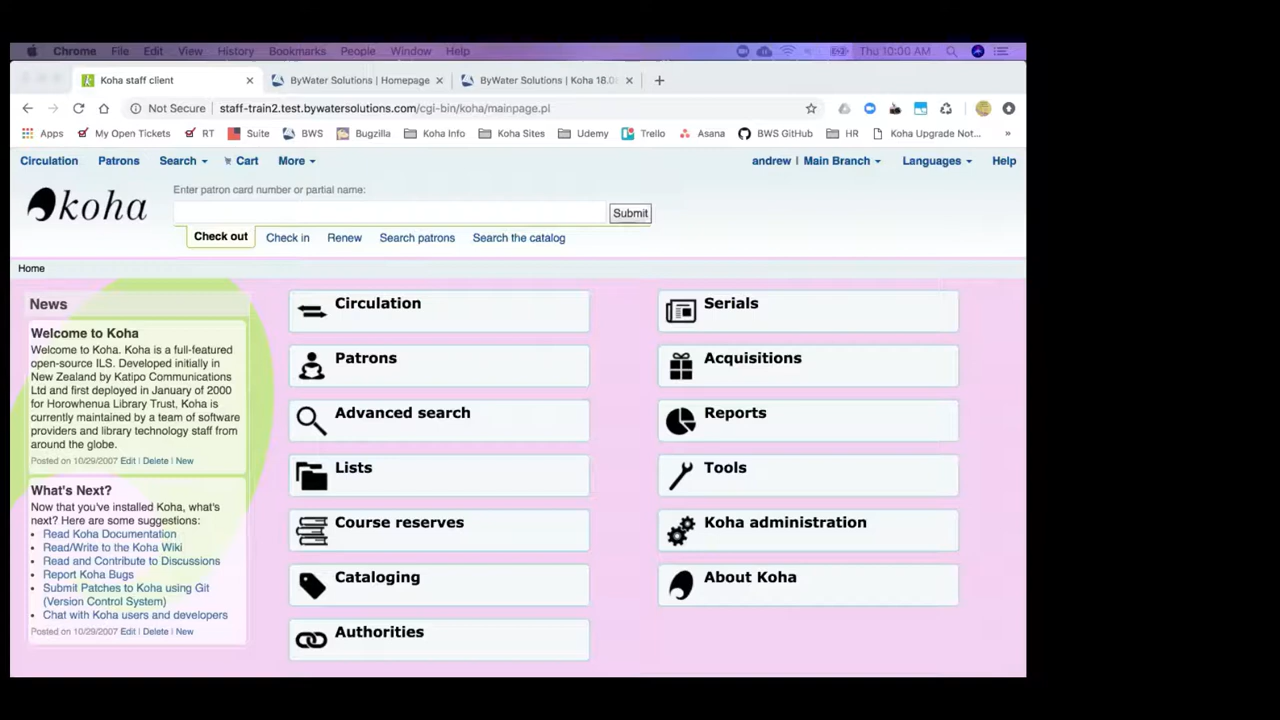 Chrome File Edit View History Bookmarks People Window Help Thu 10:00 AM
Koha staff client ByWater Solutions | Homepage ByWater Solutions | Koha 18.0
Not Secure staff-train2.test.bywatersolutions.com/cgi-bin/koha/mainpage.pl
Apps My Open Tickets RT Suite BWS Bugzilla Koha Info Koha Sites Udemy Trello Asana BWS GitHub HR Koha Upgrade Not... »
Circulation Patrons Search Cart More andrew | Main Branch Languages Help
koha
Enter patron card number or partial name:
Submit
Check out Check in Renew Search patrons Search the catalog
Home
News
Welcome to Koha
Welcome to Koha. Koha is a full-featured
open-source ILS. Developed initially in
New Zealand by Katipo Communications
Ltd and first deployed in January of 2000
for Horowhenua Library Trust, Koha is
currently maintained by a team of software
providers and library technology staff from
around the globe.
Posted on 10/29/2007 Edit | Delete | New
What's Next?
Now that you've installed Koha, what's
next? Here are some suggestions:
• Read Koha Documentation
• Read/Write to the Koha Wiki
• Read and Contribute to Discussions
• Report Koha Bugs
• Submit Patches to Koha using Git
(Version Control System)
• Chat with Koha users and developers
Posted on 10/29/2007 Edit | Delete | New
Circulation
Patrons
Advanced search
Lists
Course reserves
Cataloging
Authorities
Serials
Acquisitions
Reports
Tools
Koha administration
About Koha